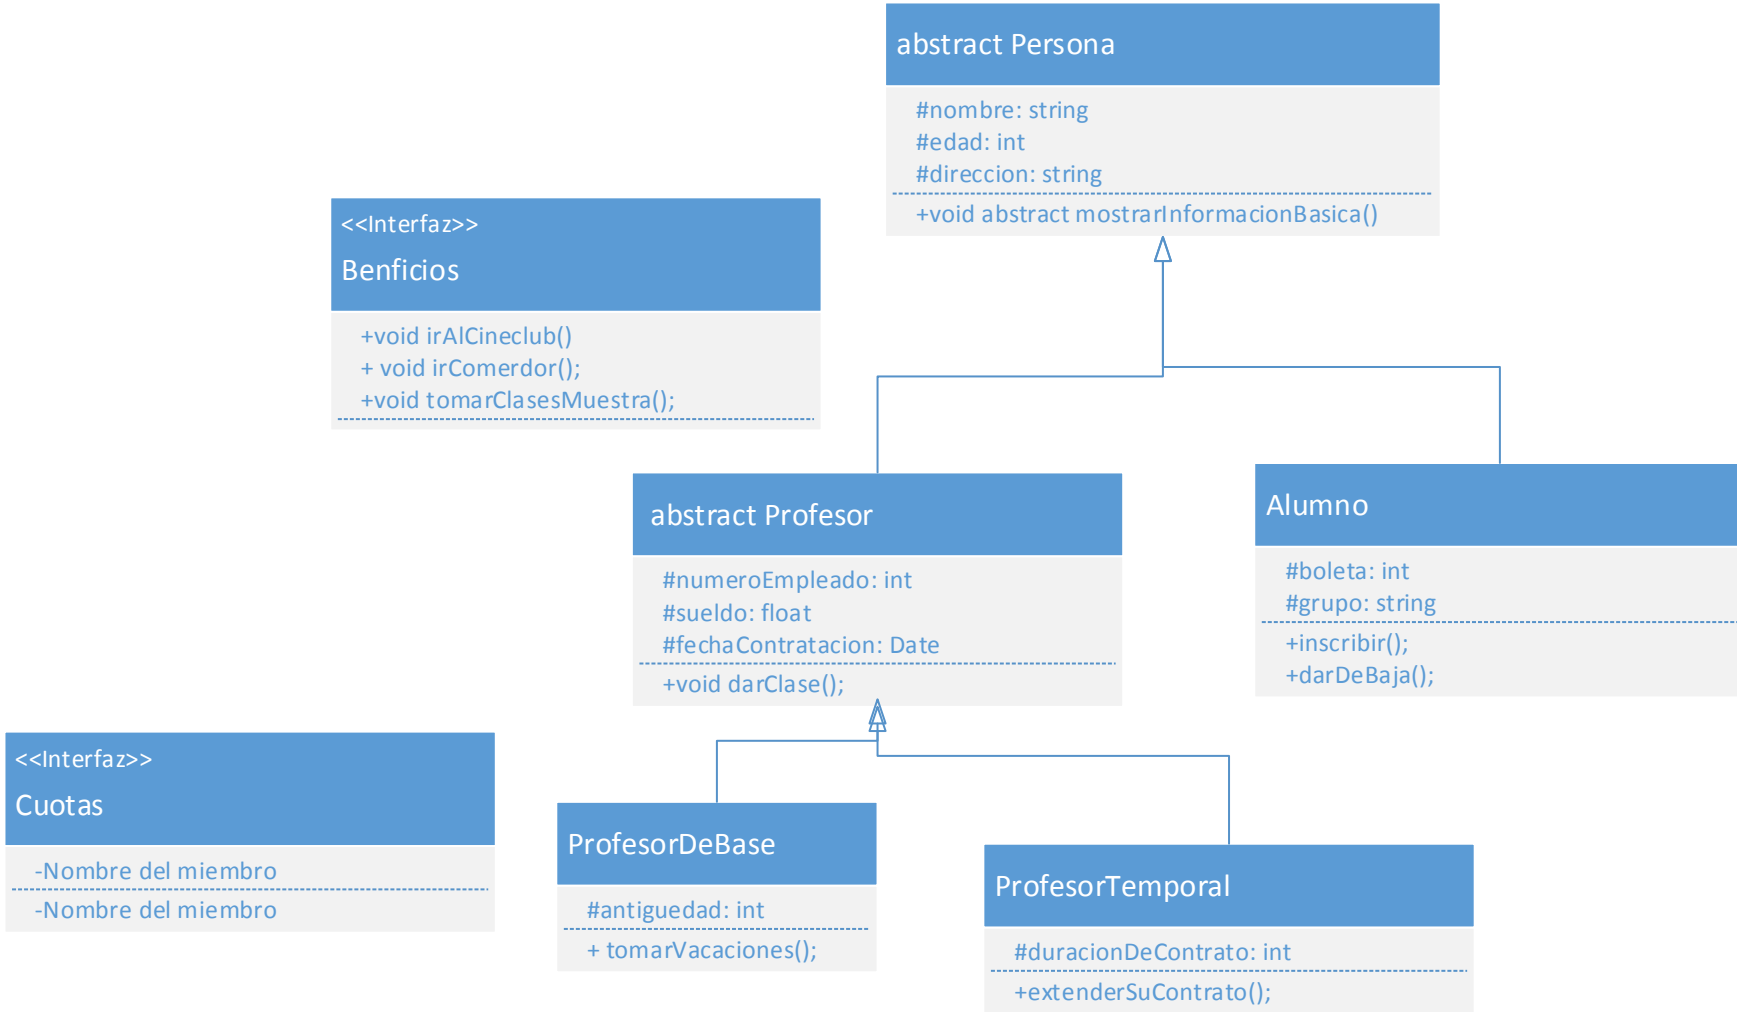 abstract Persona
#nombre: string
#edad: int
#direccion: string
+void abstract mostrarInformacionBasica()
<<Interfaz>>
Benficios
+void irAlCineclub()
+ void irComerdor();
+void tomarClasesMuestra();
abstract Profesor
#numeroEmpleado: int
#sueldo: float
#fechaContratacion: Date
+void darClase();
Alumno
#boleta: int
#grupo: string
+inscribir();
+darDeBaja();
<<Interfaz>>
Cuotas
-Nombre del miembro
-Nombre del miembro
ProfesorDeBase
#antiguedad: int
+ tomarVacaciones();
ProfesorTemporal
#duracionDeContrato: int
+extenderSuContrato();